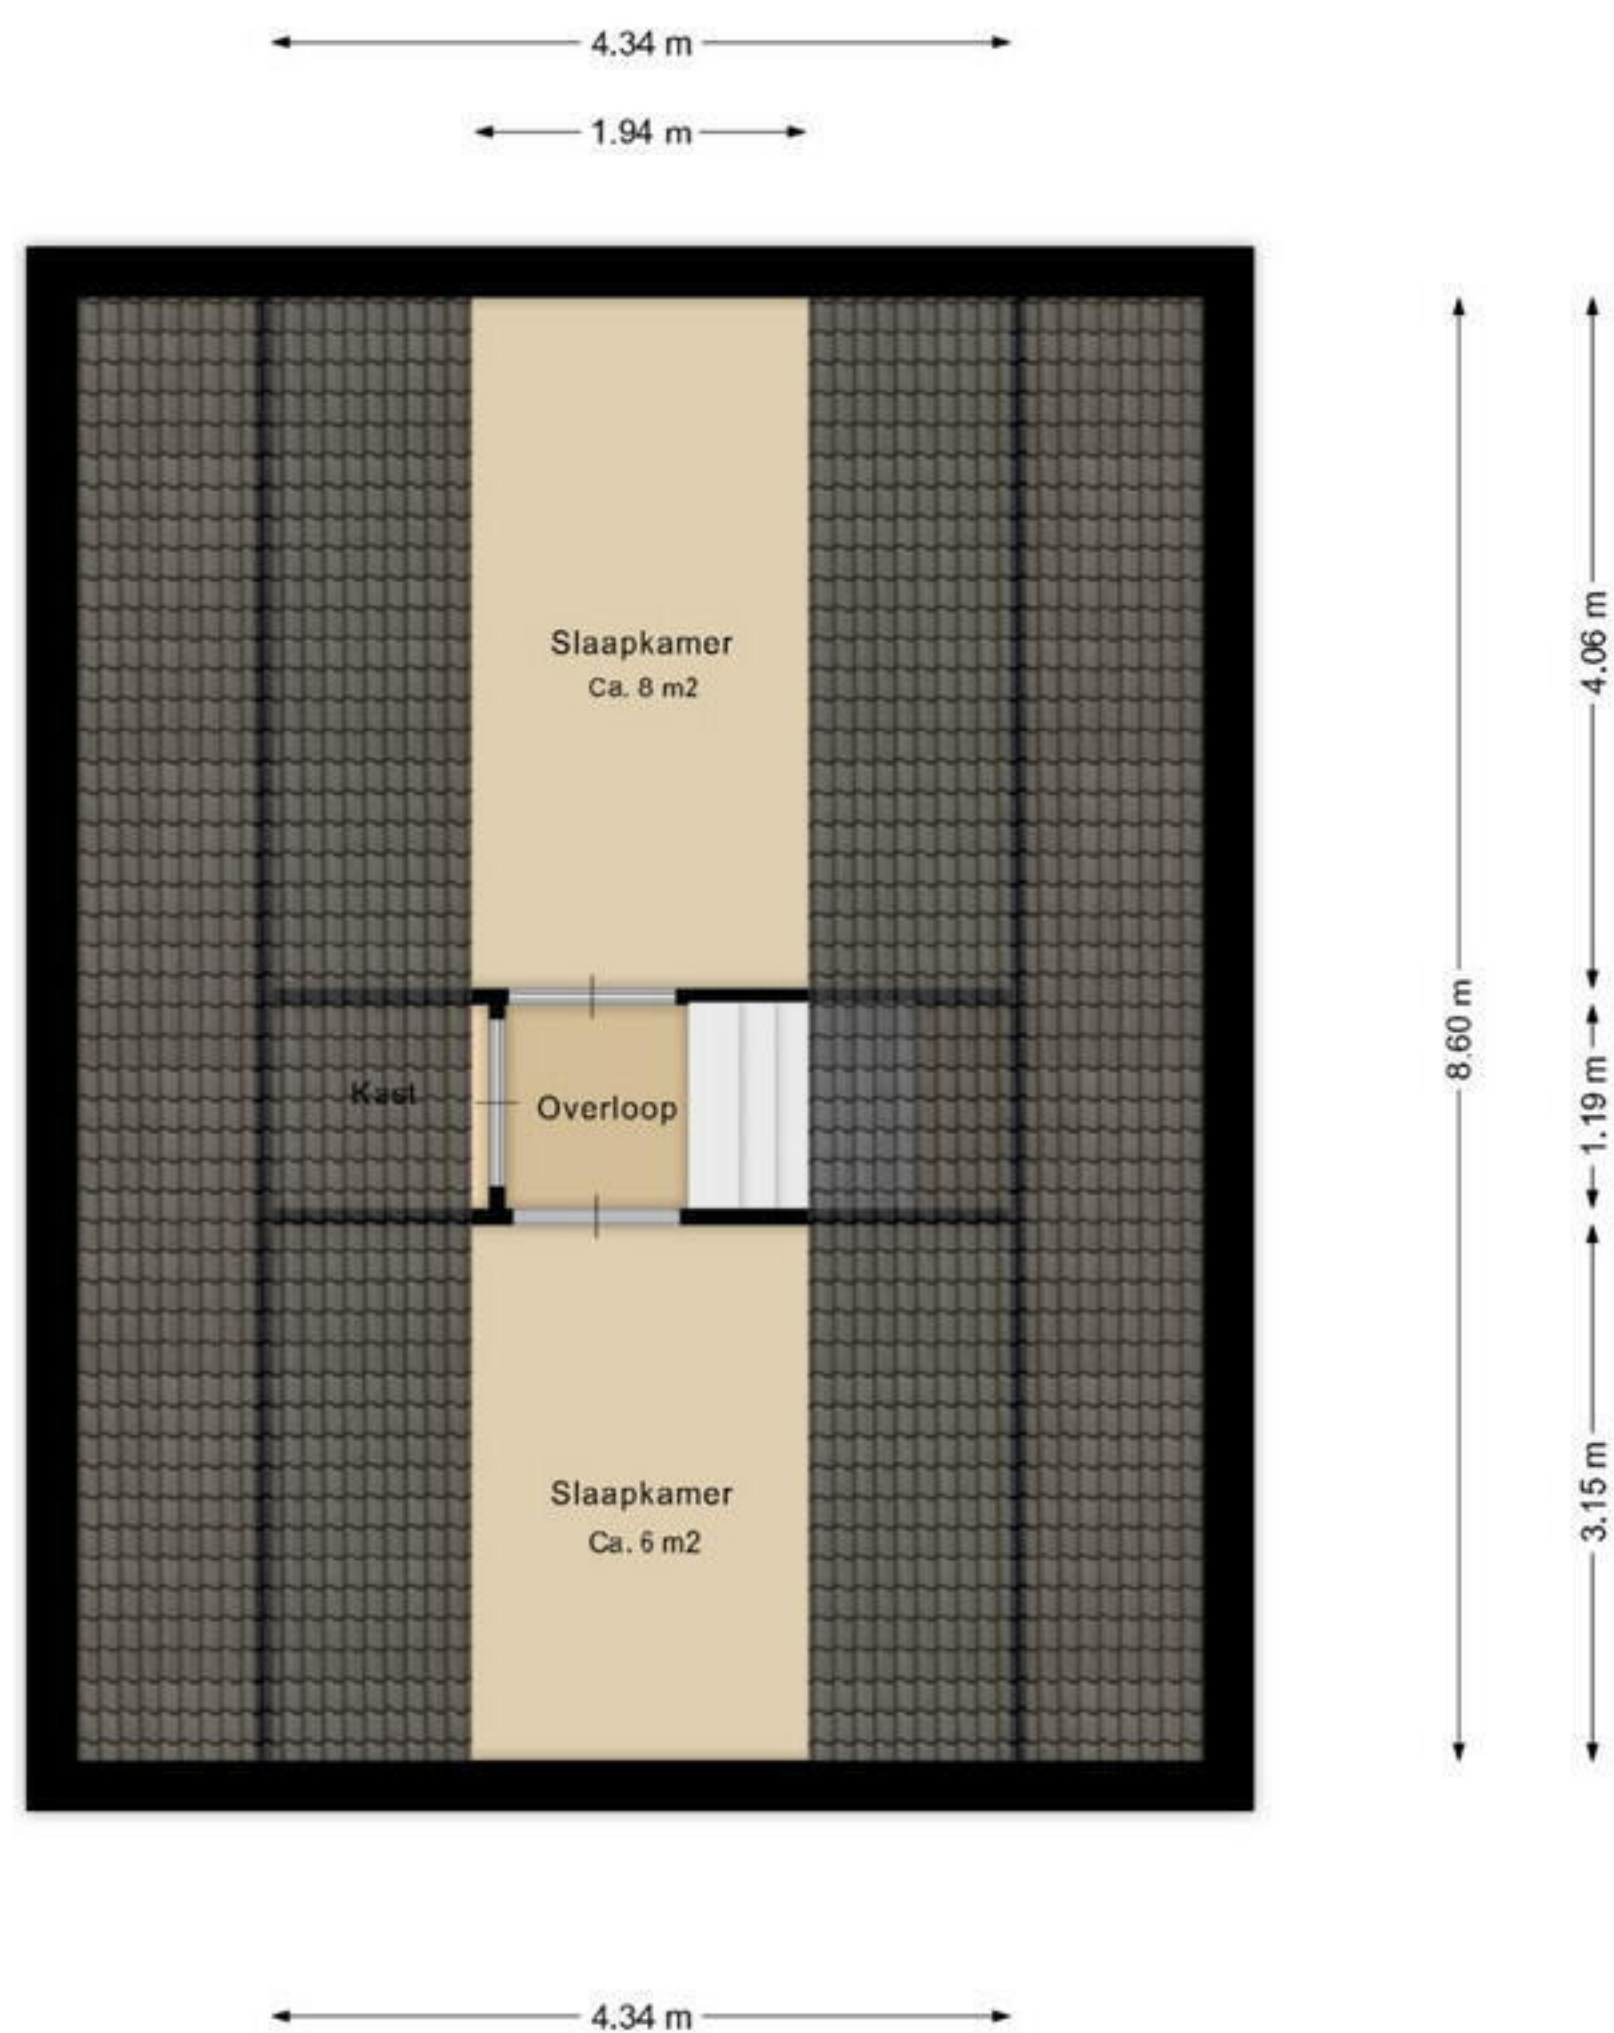 4.34 m
1.94 m
Slaapkamer
Ca. 8 m2
4.06 m
8.60 m
Kast
Overloop
1.19 m
Slaapkamer
Ca. 6 m2
3.15 m
4.34 m